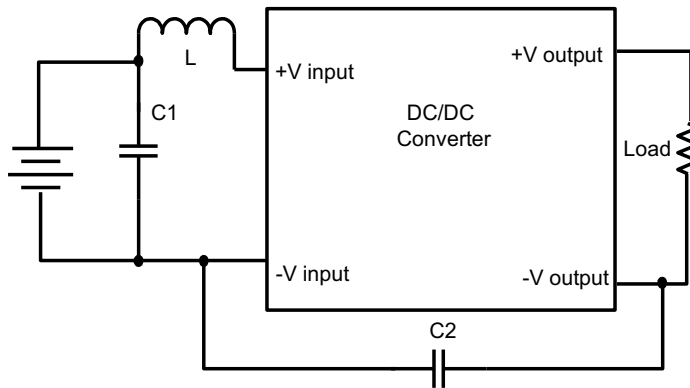 L
+V input
+V output
C1
DC/DC
Converter
Load
-V input
-V output
C2